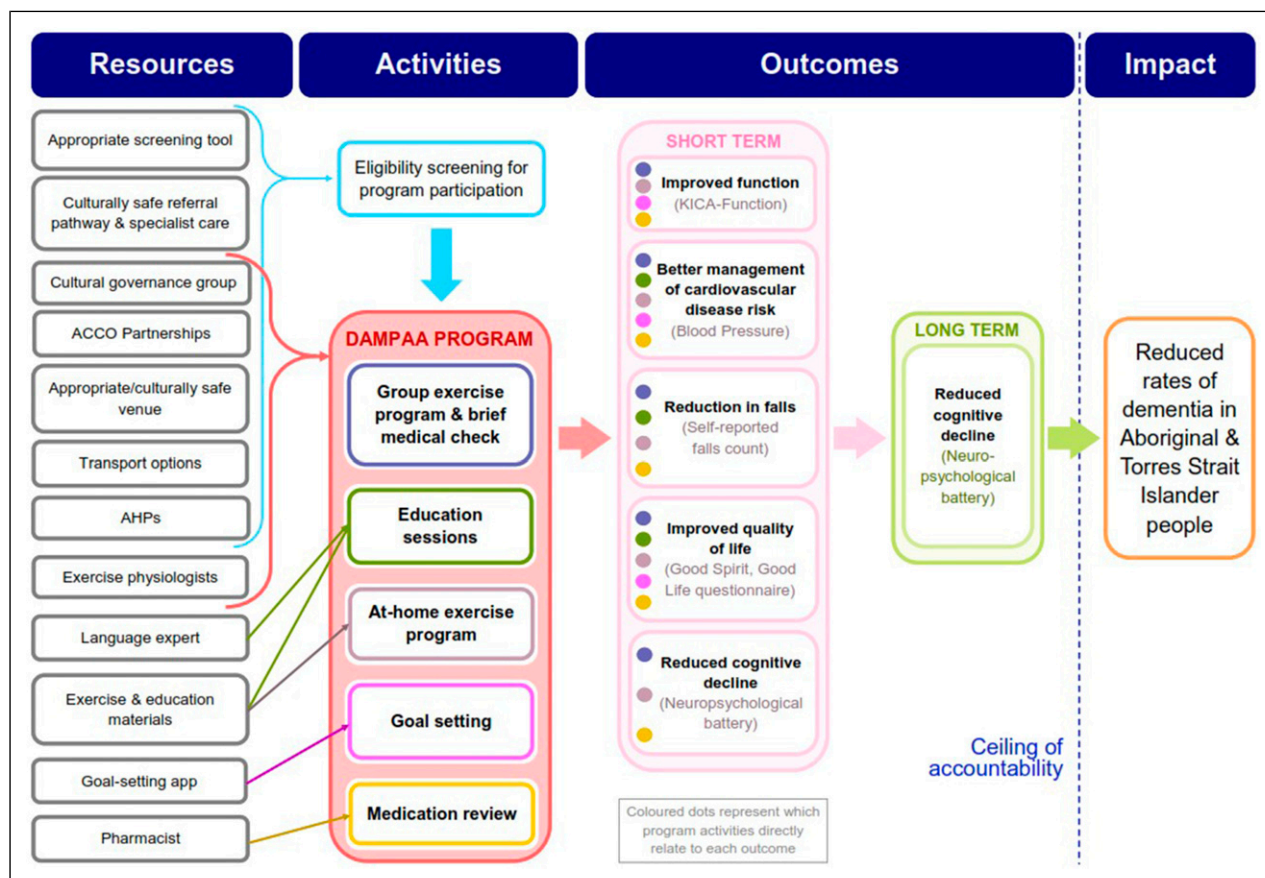 Resources
Activities
Outcomes
Impact
Appropriate screening tool
Culturally safe referral
pathway & specialist care
Cultural governance group
ACCO Partnerships
Appropriate/culturally safe
venue
Transport options
AHPs
Exercise physiologists
Language expert
Exercise & education
materials
Goal-setting app
Pharmacist
Eligibility screening for
program participation
DAMPAA PROGRAM
Group exercise
program & brief
medical check
Education
sessions
At-home exercise
program
Goal setting
Medication review
SHORT TERM
Improved function
(KICA-Function)
Better management
of cardiovascular
disease risk
(Blood Pressure)
Reduction in falls
(Self-reported
falls count)
Improved quality
of life
(Good Spirit, Good
Life questionnaire)
Reduced cognitive
decline
(Neuropsychological
battery)
Coloured dots represent which
program activities directly
relate to each outcome
LONG TERM
Reduced
cognitive
decline
(Neuro-
psychological
battery)
Ceiling of
accountability
Reduced
rates of
dementia in
Aboriginal &
Torres Strait
Islander
people